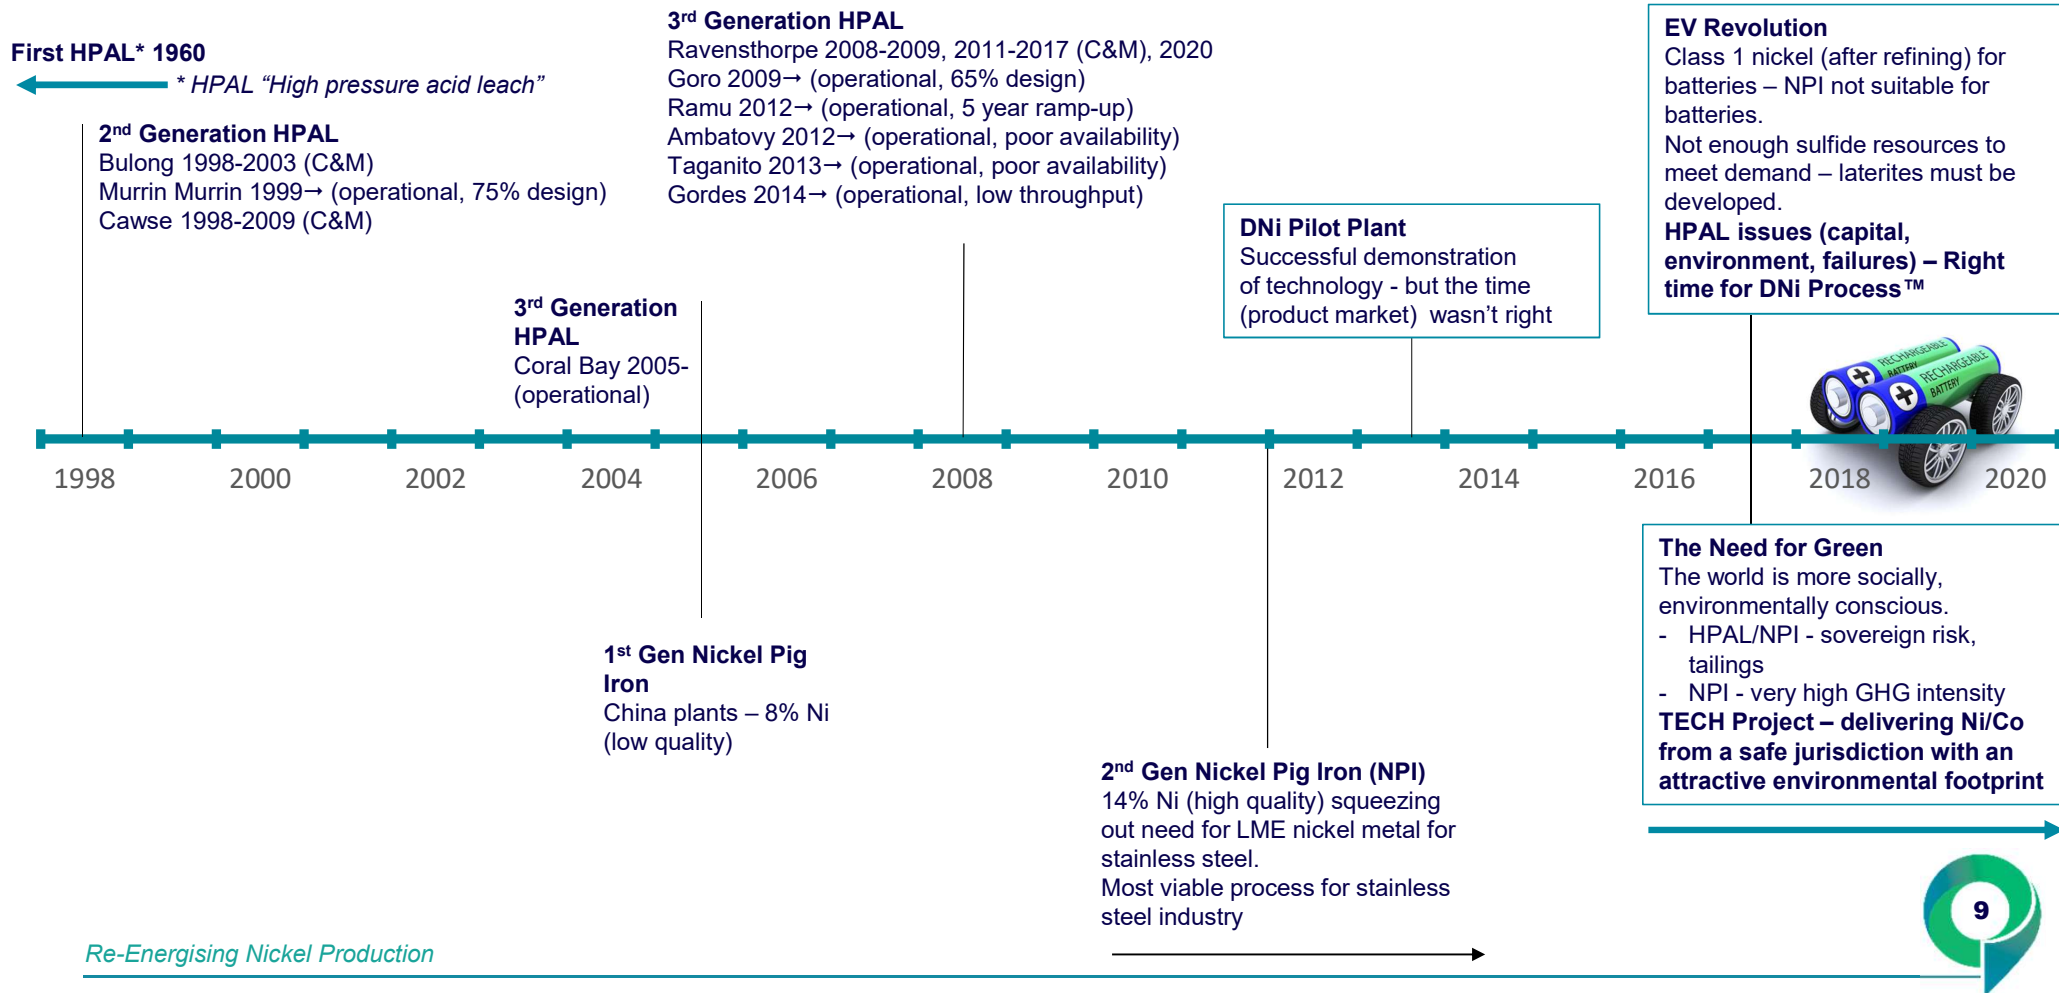 First HPAL* 1960
* HPAL “High pressure acid leach”
2nd Generation HPAL
Bulong 1998-2003 (C&M)
Murrin Murrin 1999→ (operational, 75% design)
Cawse 1998-2009 (C&M)
3rd Generation HPAL
Ravensthorpe 2008-2009, 2011-2017 (C&M), 2020
Goro 2009→ (operational, 65% design)
Ramu 2012→ (operational, 5 year ramp-up)
Ambatovy 2012→ (operational, poor availability)
Taganito 2013→ (operational, poor availability)
Gordes 2014→ (operational, low throughput)
3rd Generation
HPAL
Coral Bay 2005-
(operational)
DNi Pilot Plant
Successful demonstration
of technology - but the time
(product market) wasn’t right
EV Revolution
Class 1 nickel (after refining) for
batteries – NPI not suitable for
batteries.
Not enough sulfide resources to
meet demand – laterites must be
developed.
HPAL issues (capital,
environment, failures) – Right
time for DNi Process™
RECHARGEABLE
BATTERY
RECHARGEABLE
BATTERY
1998 2000 2002 2004 2006 2008 2010 2012 2014 2016 2018 2020
1st Gen Nickel Pig
Iron
China plants – 8% Ni
(low quality)
2nd Gen Nickel Pig Iron (NPI)
14% Ni (high quality) squeezing
out need for LME nickel metal for
stainless steel.
Most viable process for stainless
steel industry
The Need for Green
The world is more socially,
environmentally conscious.
- HPAL/NPI - sovereign risk,
tailings
- NPI - very high GHG intensity
TECH Project – delivering Ni/Co
from a safe jurisdiction with an
attractive environmental footprint
Re-Energising Nickel Production
9